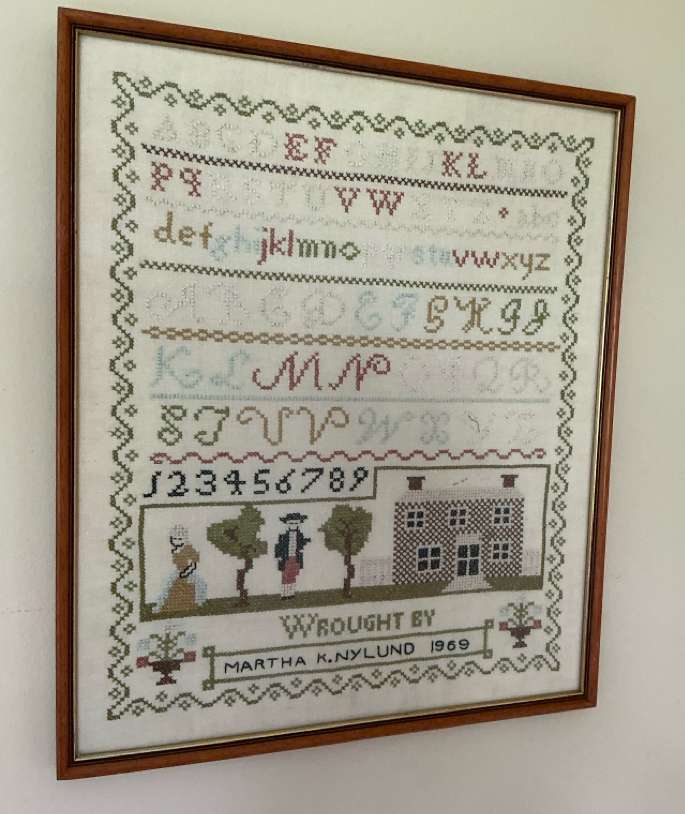 ABCDEFGHIJKLMNO
PQRSTUVWXYZ • abc
defghijklmnopqrstuvwxyz
ABCDEFGHIJ
KLMNOPQR
STUVWXYZ
123456789
WROUGHT BY
MARTHA K. NYLUND 1969